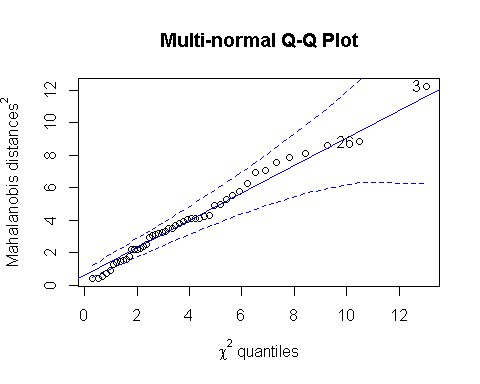 Multi-normal Q-Q Plot
Mahalanobis distances²
12
10
8
6
4
2
0
3
26
0 2 4 6 8 10 12
χ² quantiles